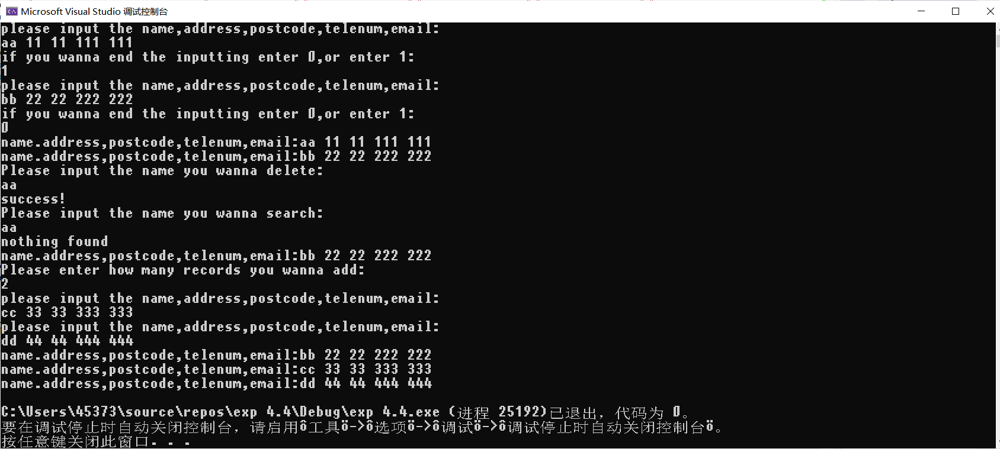 Microsoft Visual Studio 调试控制台
please input the name,address,postcode,telenum,email:
aa 11 11 111 111
if you wanna end the inputting enter 0,or enter 1:
1
please input the name,address,postcode,telenum,email:
bb 22 22 222 222
if you wanna end the inputting enter 0,or enter 1:
0
name.address,postcode,telenum,email:aa 11 11 111 111
name.address,postcode,telenum,email:bb 22 22 222 222
Please input the name you wanna delete:
aa
success!
Please input the name you wanna search:
aa
nothing found
name.address,postcode,telenum,email:bb 22 22 222 222
Please enter how many records you wanna add:
2
please input the name,address,postcode,telenum,email:
cc 33 33 333 333
please input the name,address,postcode,telenum,email:
dd 44 44 444 444
name.address,postcode,telenum,email:bb 22 22 222 222
name.address,postcode,telenum,email:cc 33 33 333 333
name.address,postcode,telenum,email:dd 44 44 444 444
C:\Users\45373\source\repos\exp 4.4\Debug\exp 4.4.exe (进程 25192)已退出，代码为 0。
要在调试停止时自动关闭控制台，请启用ô工具ö->ô选项ö->ô调试ö->ô调试停止时自动关闭控制台ö。
按任意键关闭此窗口. . .